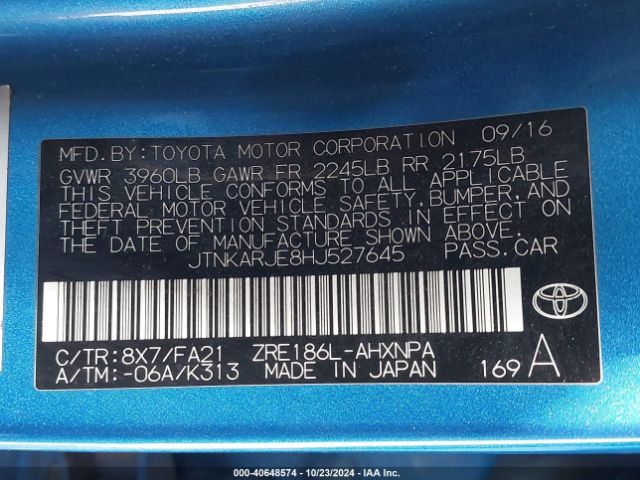 MFD. BY: TOYOTA MOTOR CORPORATION 09/16
GVWR 3960LB GAWR FR 2245LB RR 2175LB
THIS VEHICLE CONFORMS TO ALL APPLICABLE
FEDERAL MOTOR VEHICLE SAFETY, BUMPER, AND
THEFT PREVENTION STANDARDS IN EFFECT ON
THE DATE OF MANUFACTURE SHOWN ABOVE.
JTNKARJE8HJ527645 PASS.CAR
C/TR: 8X7/FA21 ZRE186L-AHXNPA
A/TM: -06A/K313 MADE IN JAPAN 169 A
000-40648574 | 10/23/2024 | IAA Inc.